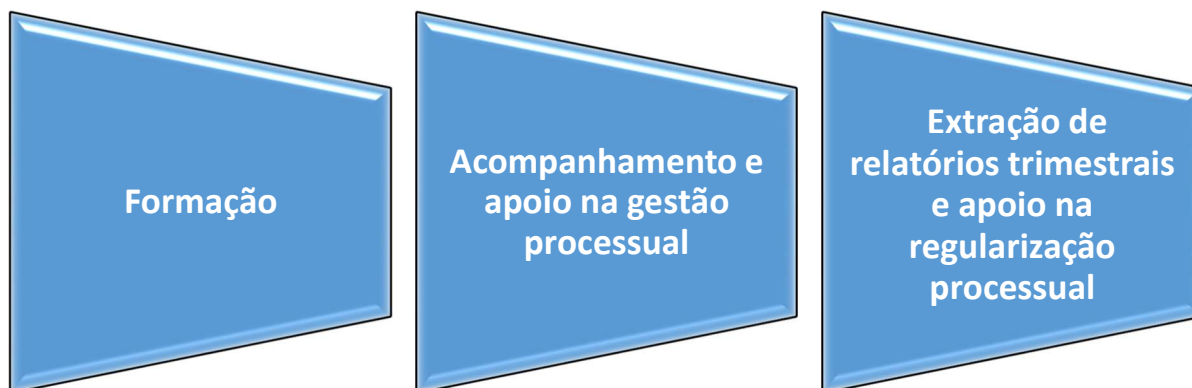 Formação
Acompanhamento e
apoio na gestão
processual
Extração de
relatórios trimestrais
e apoio na
regularização
processual